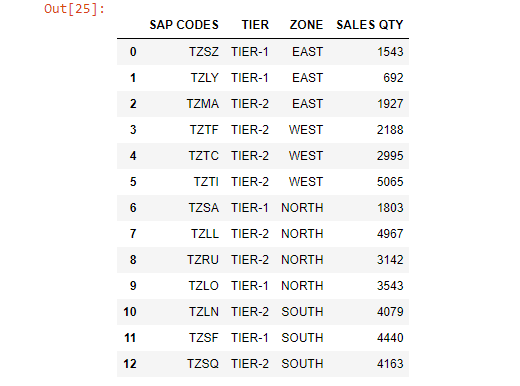 Out[25]:
SAP CODES TIER ZONE SALES QTY
0 TZSZ TIER-1 EAST 1543
1 TZLY TIER-1 EAST 692
2 TZMA TIER-2 EAST 1927
3 TZTF TIER-2 WEST 2188
4 TZTC TIER-2 WEST 2995
5 TZTI TIER-2 WEST 5065
6 TZSA TIER-1 NORTH 1803
7 TZLL TIER-2 NORTH 4967
8 TZRU TIER-2 NORTH 3142
9 TZLO TIER-1 NORTH 3543
10 TZLN TIER-2 SOUTH 4079
11 TZSF TIER-1 SOUTH 4440
12 TZSQ TIER-2 SOUTH 4163